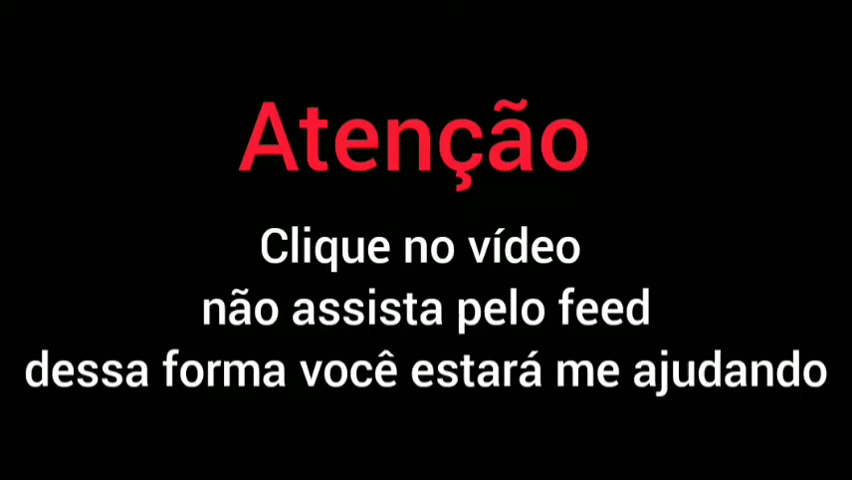 Atenção
Clique no vídeo
não assista pelo feed
dessa forma você estará me ajudando